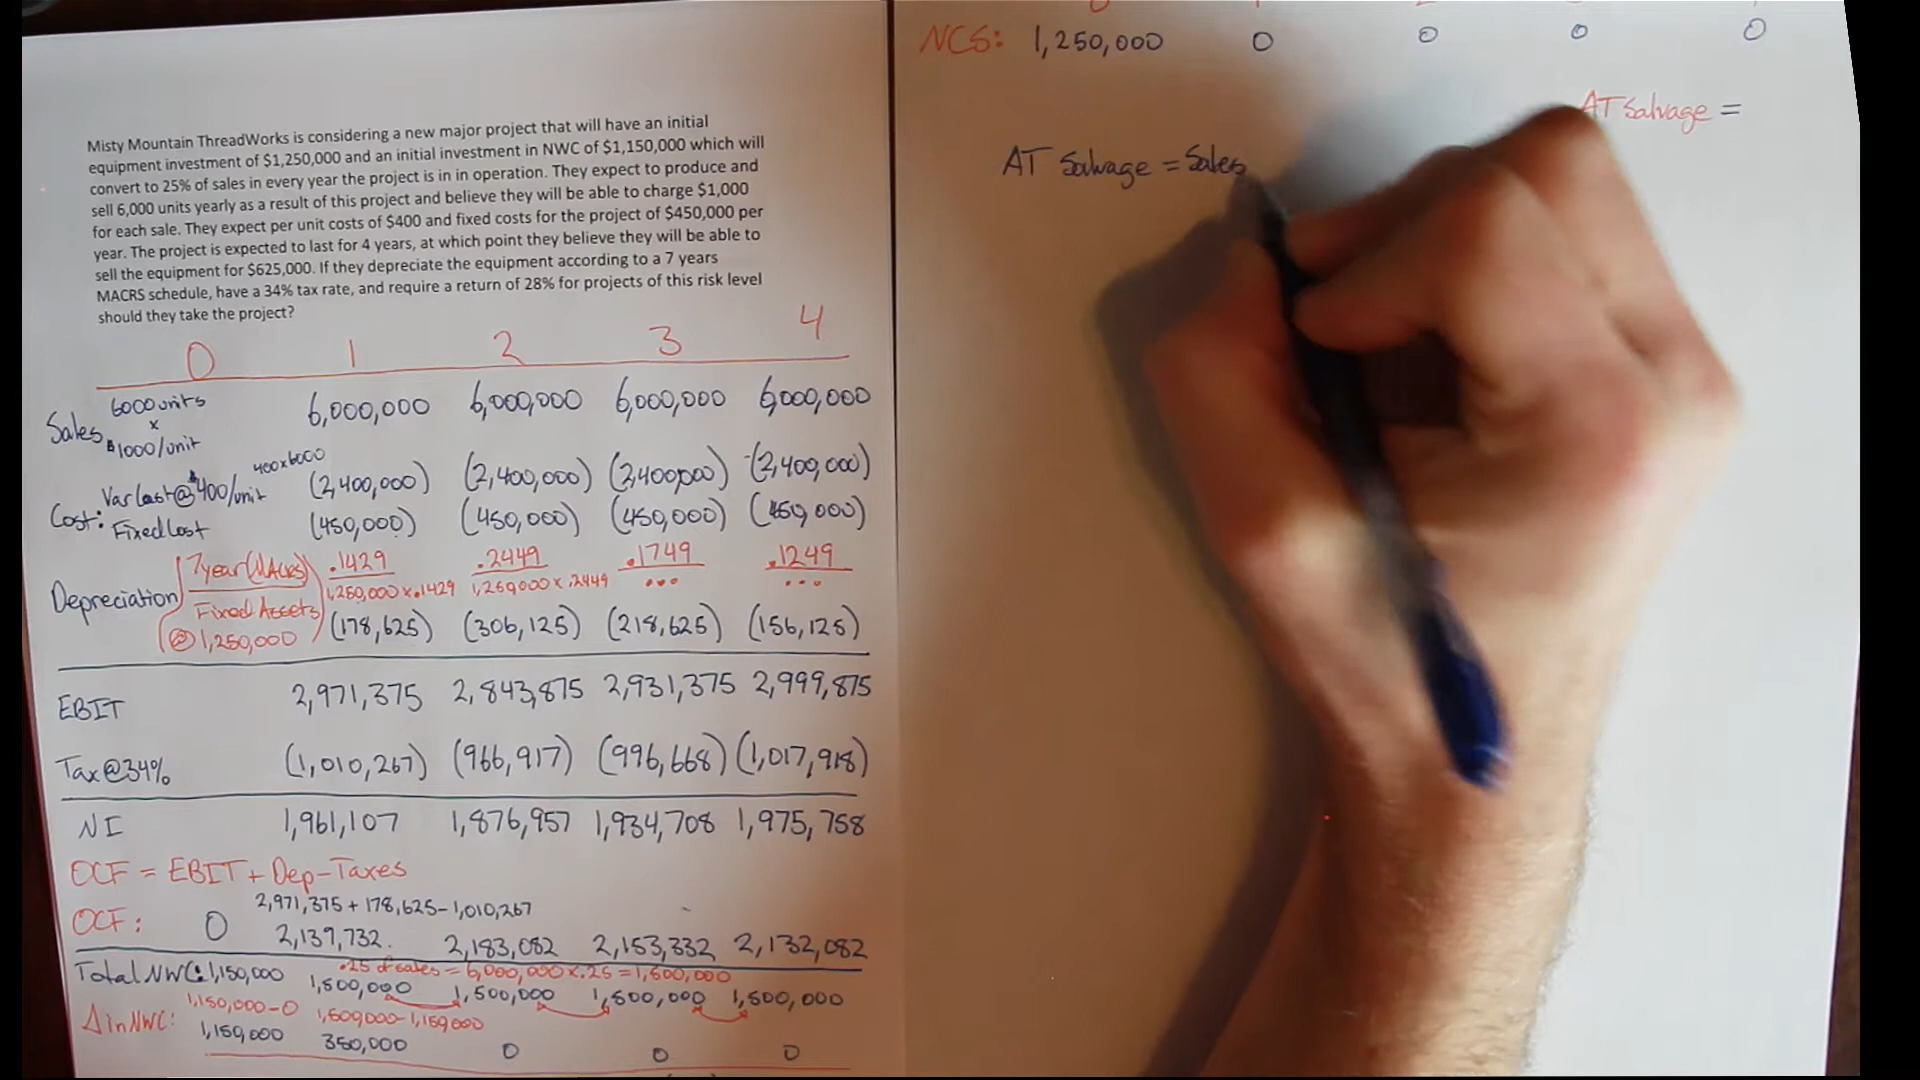 Misty Mountain ThreadWorks is considering a new major project that will have an initial
equipment investment of $1,250,000 and an initial investment in NWC of $1,150,000 which will
convert to 25% of sales in every year the project is in in operation. They expect to produce and
sell 6,000 units yearly as a result of this project and believe they will be able to charge $1,000
for each sale. They expect per unit costs of $400 and fixed costs for the project of $450,000 per
year. The project is expected to last for 4 years, at which point they believe they will be able to
sell the equipment for $625,000. If they depreciate the equipment according to a 7 years
MACRS schedule, have a 34% tax rate, and require a return of 28% for projects of this risk level
should they take the project?
0 1 2 3 4
Sales 6000 units x $1000/unit 6,000,000 6,000,000 6,000,000 6,000,000
400x6000
Cost: Var Cost@$400/unit (2,400,000) (2,400,000) (2,400,000) (2,400,000)
Fixed Cost (450,000) (450,000) (450,000) (450,000)
7 year (MACRS) .1429 .2449 .1749 .1249
Depreciation 1,250,000x.1429 1,250,000x.2449 ... ...
Fixed Assets @1,250,000 (178,625) (306,125) (218,625) (156,125)
EBIT 2,971,375 2,843,875 2,931,375 2,999,875
Tax@34% (1,010,267) (966,917) (996,668) (1,017,918)
NI 1,961,107 1,876,957 1,934,708 1,975,758
OCF = EBIT + Dep-Taxes
2,971,375 + 178,625-1,010,267
OCF: 0 2,139,732. 2,183,082 2,153,332 2,132,082
.25 of sales = 6,000,000x.25 = 1,500,000
Total NWC: 1,150,000 1,500,000 1,500,000 1,500,000 1,500,000
1,150,000-0 1,500,000-1,150,000
Δ in NWC: 1,150,000 350,000 0 0 0
NCS: 1,250,000 0 0 0 0
AT Salvage =
AT Salvage = Sales